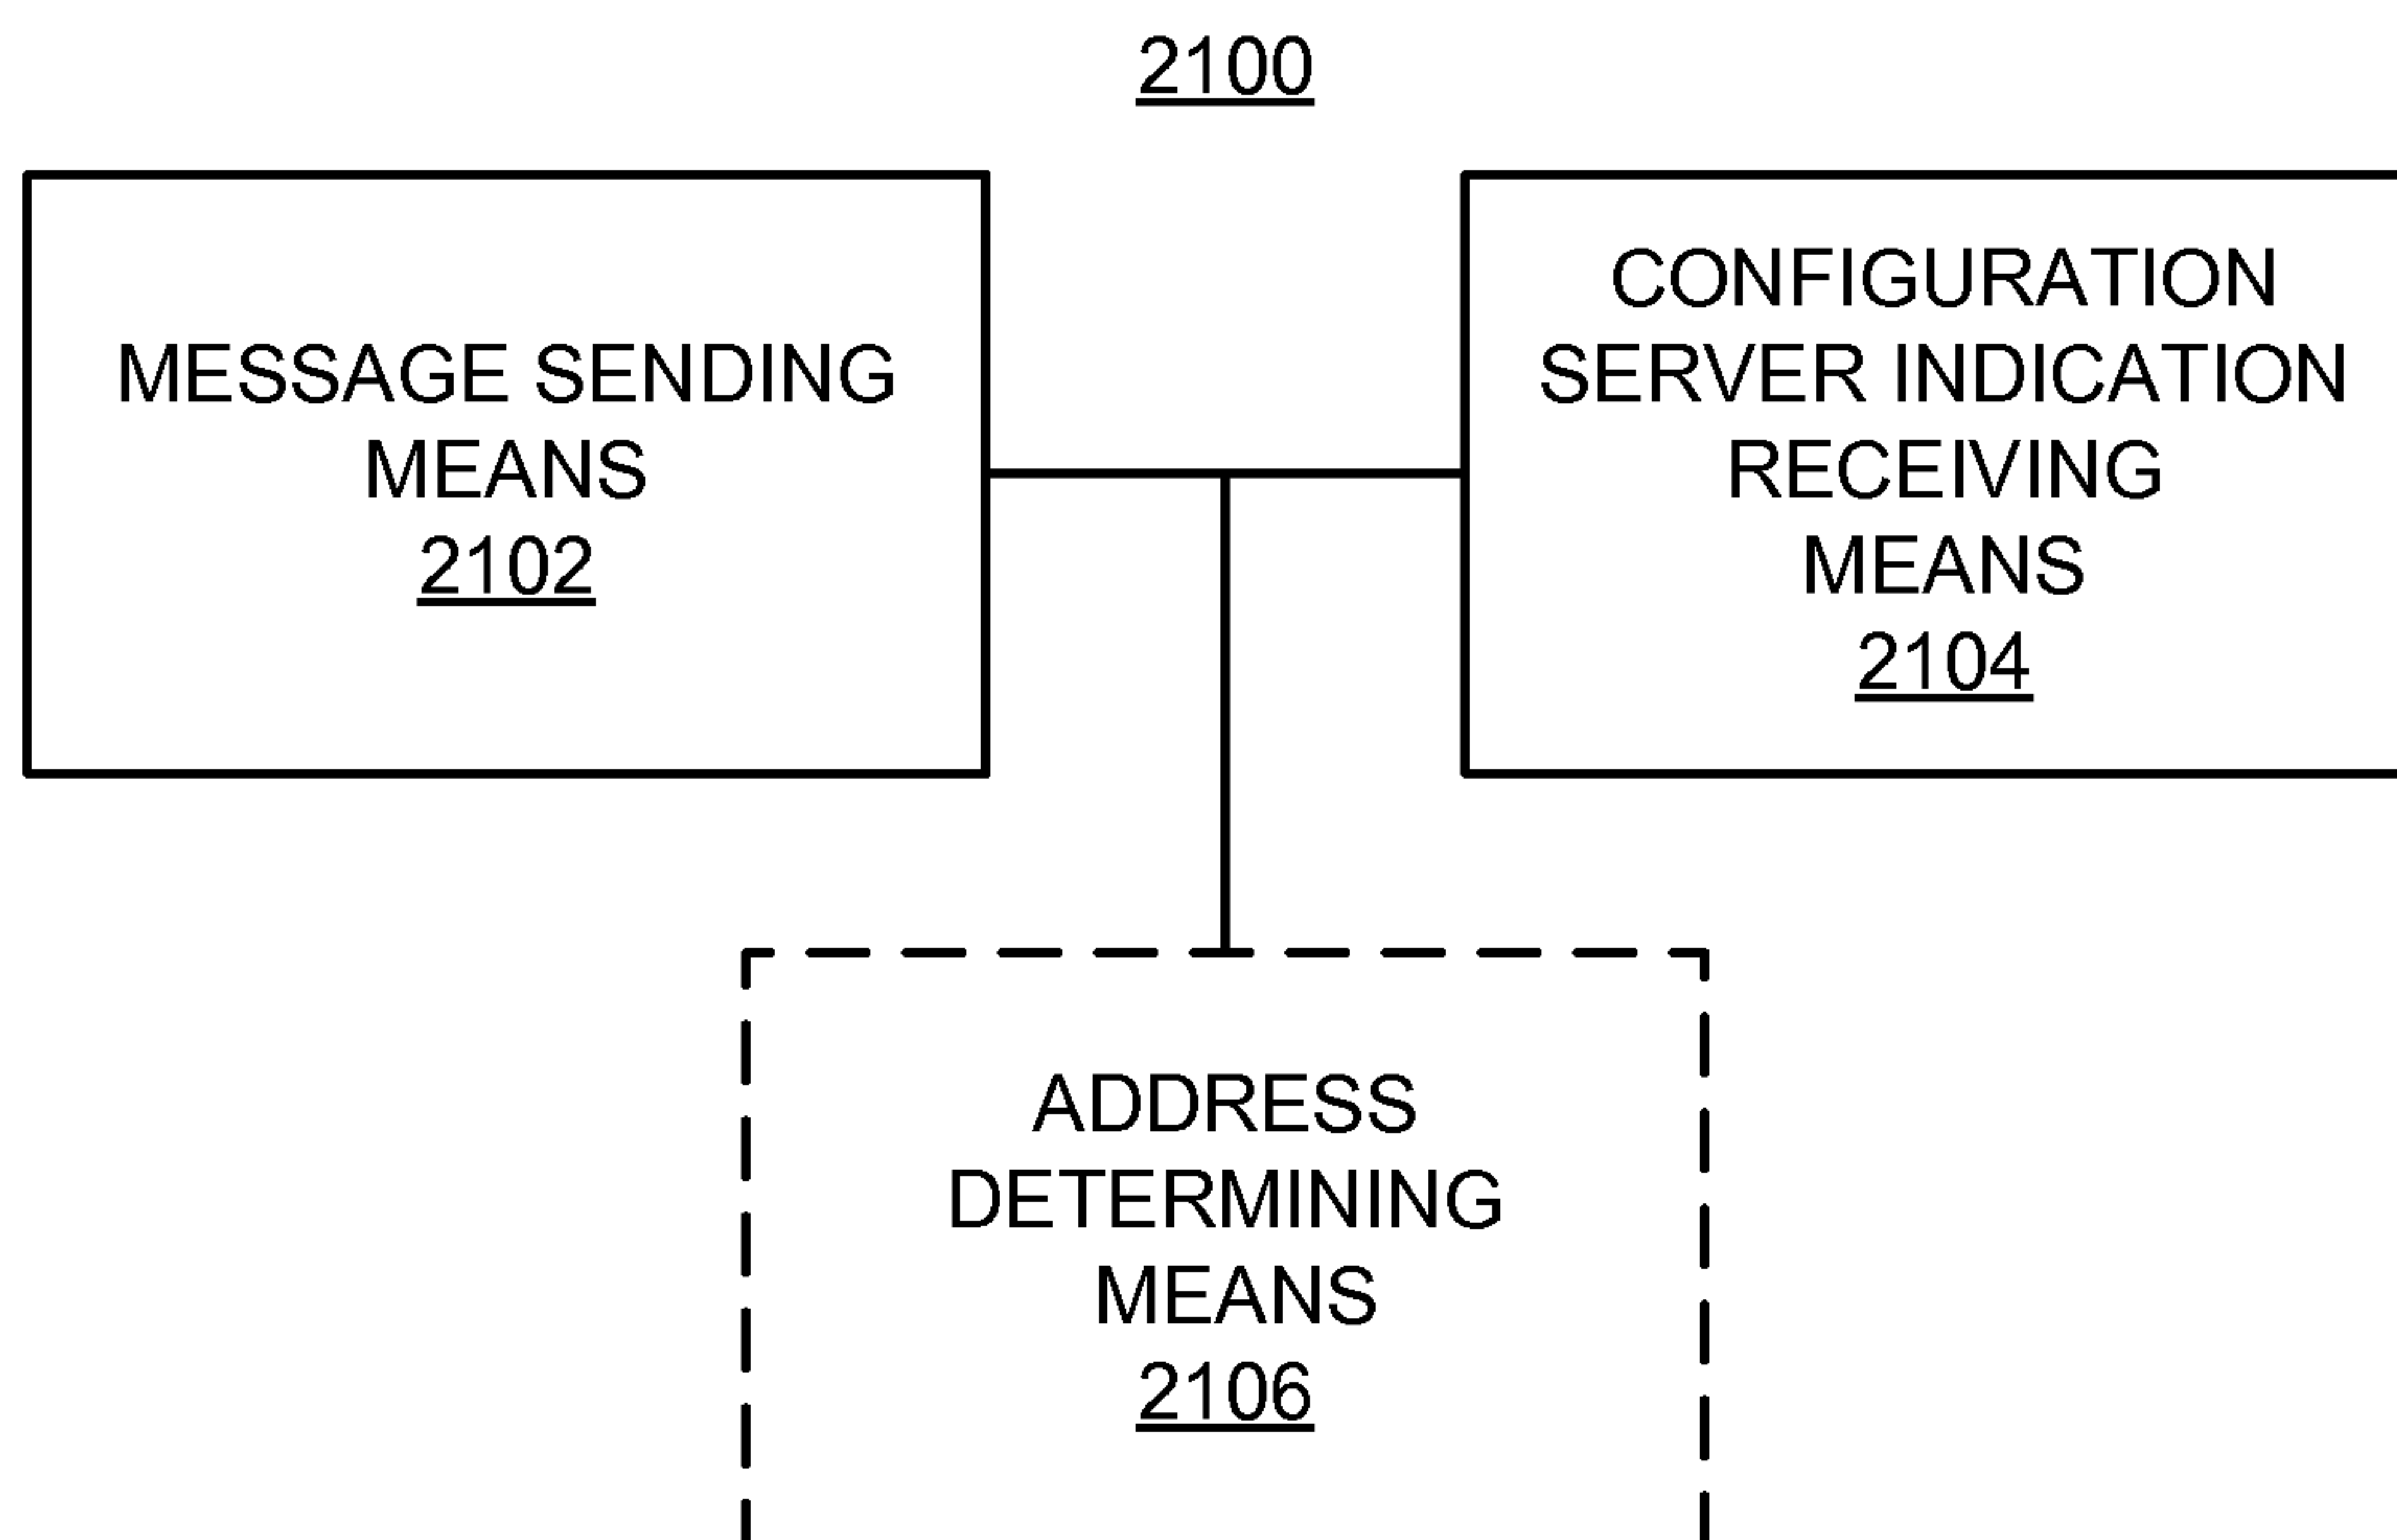 2100
MESSAGE SENDING
MEANS
2102
CONFIGURATION
SERVER INDICATION
RECEIVING
MEANS
2104
ADDRESS
DETERMINING
MEANS
2106